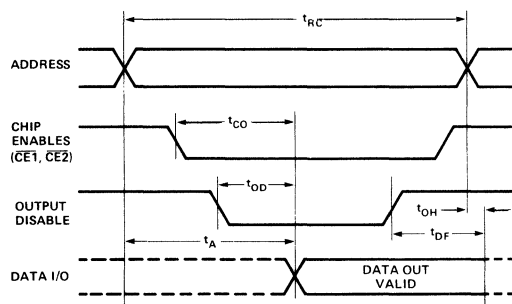 tRC
ADDRESS
CHIP
ENABLES
(CE1, CE2)
tCO
OUTPUT
DISABLE
tOD
tOH
tDF
tA
DATA I/O
DATA OUT
VALID